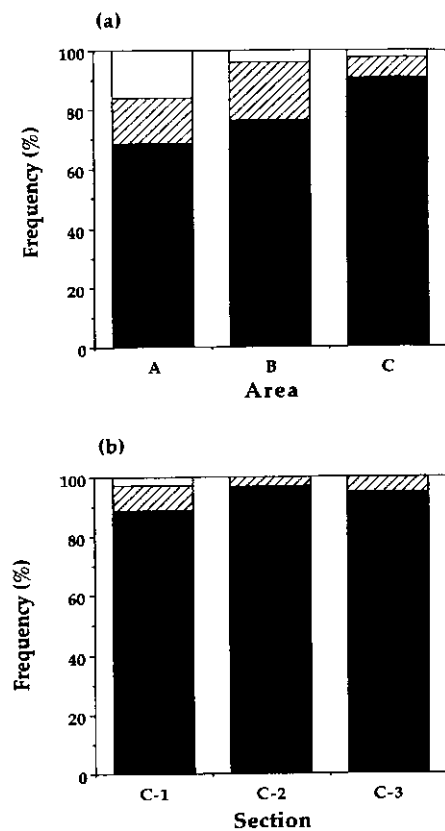 (a)
100
80
60
40
20
0
Frequency (%)
A B C
Area
(b)
100
80
60
40
20
0
Frequency (%)
C-1 C-2 C-3
Section